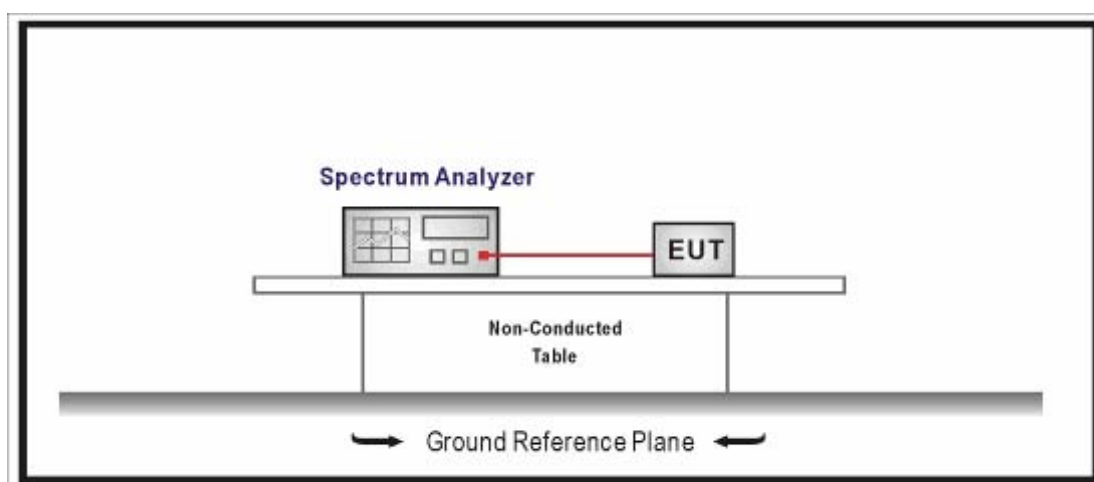 Spectrum Analyzer
EUT
Non-Conducted
Table
Ground Reference Plane